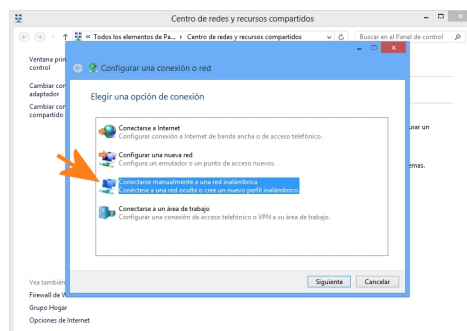 Centro de redes y recursos compartidos
« Todos los elementos de Pa... › Centro de redes y recursos compartidos
Buscar en el Panel de control
Ventana prin
control
Cambiar con
adaptador
Cambiar con
compartido
Configurar una conexión o red
Elegir una opción de conexión
Conectarse a Internet
Configurar conexión a Internet de banda ancha o de acceso telefónico.
Configurar una nueva red
Configura un enrutador o un punto de acceso nuevos.
Conectarse manualmente a una red inalámbrica
Conéctese a una red oculta o cree un nuevo perfil inalámbrico.
Conectarse a un área de trabajo
Configurar una conexión de acceso telefónico o VPN a su área de trabajo.
urar un
emas.
Siguiente
Cancelar
Vea también
Firewall de W
Grupo Hogar
Opciones de Internet